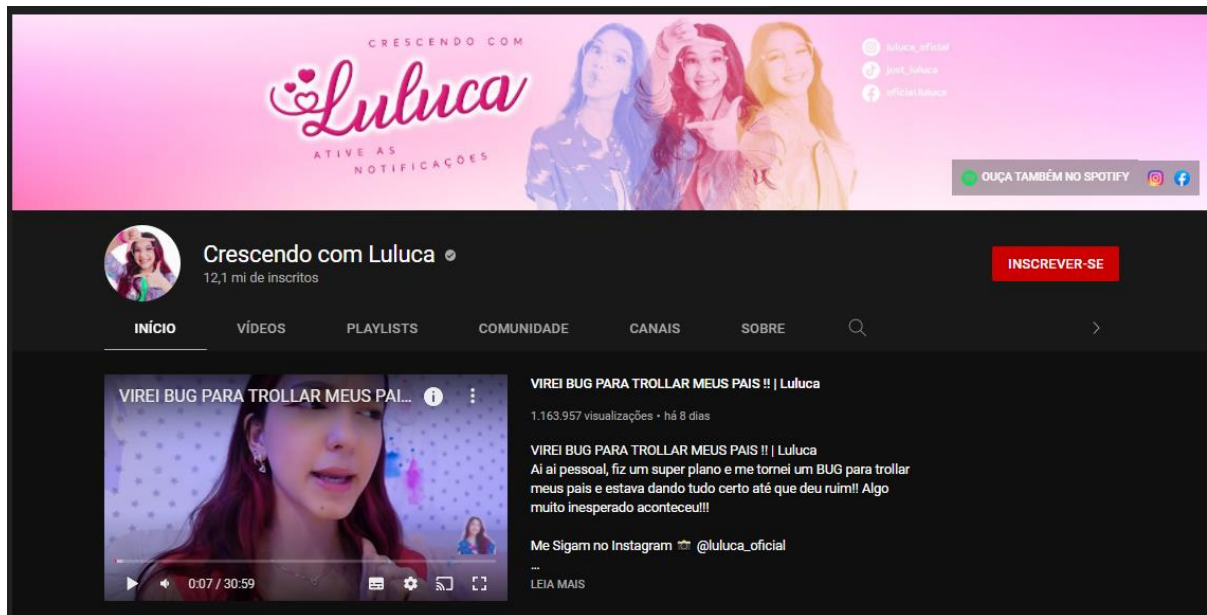 CRESCENDO COM
Luluca
ATIVE AS
NOTIFICAÇÕES
luluca_oficial
just_luluca
oficial.luluca
OUÇA TAMBÉM NO SPOTIFY
Crescendo com Luluca
12,1 mi de inscritos
INSCREVER-SE
INÍCIO VÍDEOS PLAYLISTS COMUNIDADE CANAIS SOBRE
VIREI BUG PARA TROLLAR MEUS PAI...
0:07 / 30:59
VIREI BUG PARA TROLLAR MEUS PAIS !! | Luluca
1.163.957 visualizações • há 8 dias
VIREI BUG PARA TROLLAR MEUS PAIS !! | Luluca
Ai ai pessoal, fiz um super plano e me tornei um BUG para trollar
meus pais e estava dando tudo certo até que deu ruim!! Algo
muito inesperado aconteceu!!!
Me Sigam no Instagram 📸 @luluca_oficial
...
LEIA MAIS